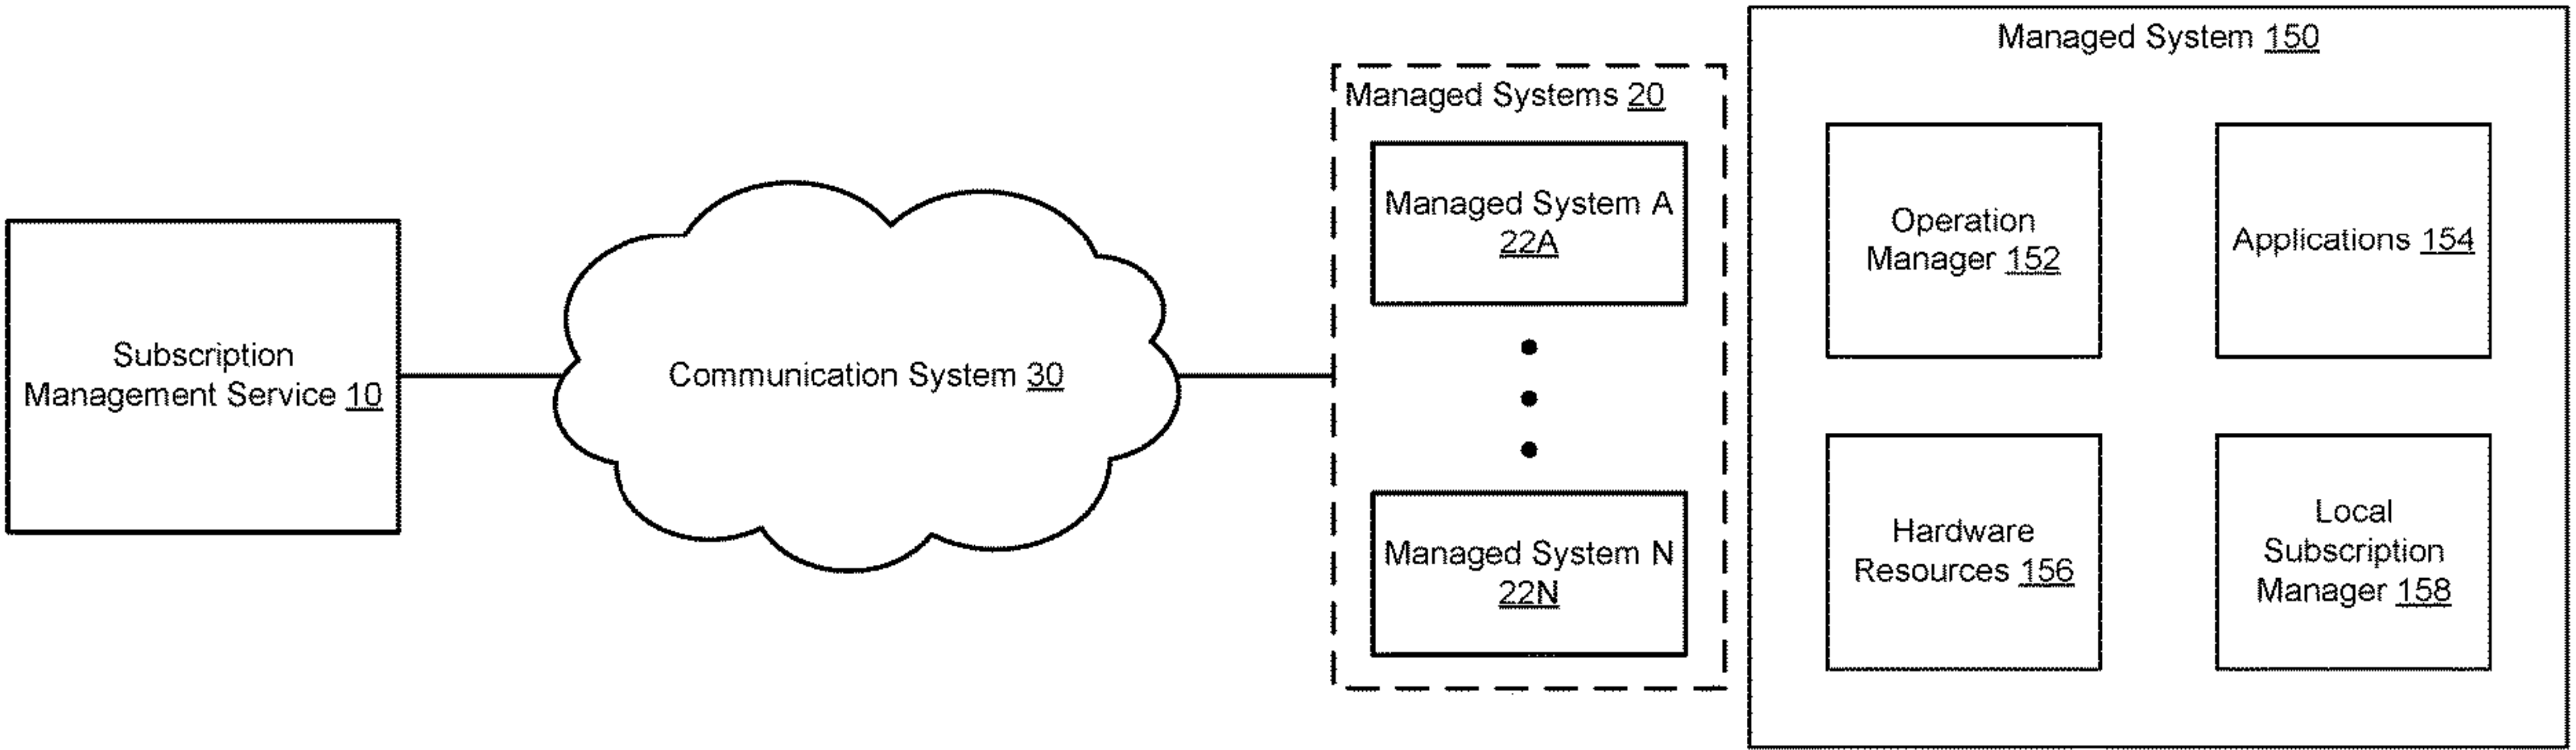 Subscription
Management Service 10
Communication System 30
Managed Systems 20
Managed System A
22A
Managed System N
22N
Managed System 150
Operation
Manager 152
Applications 154
Hardware
Resources 156
Local
Subscription
Manager 158